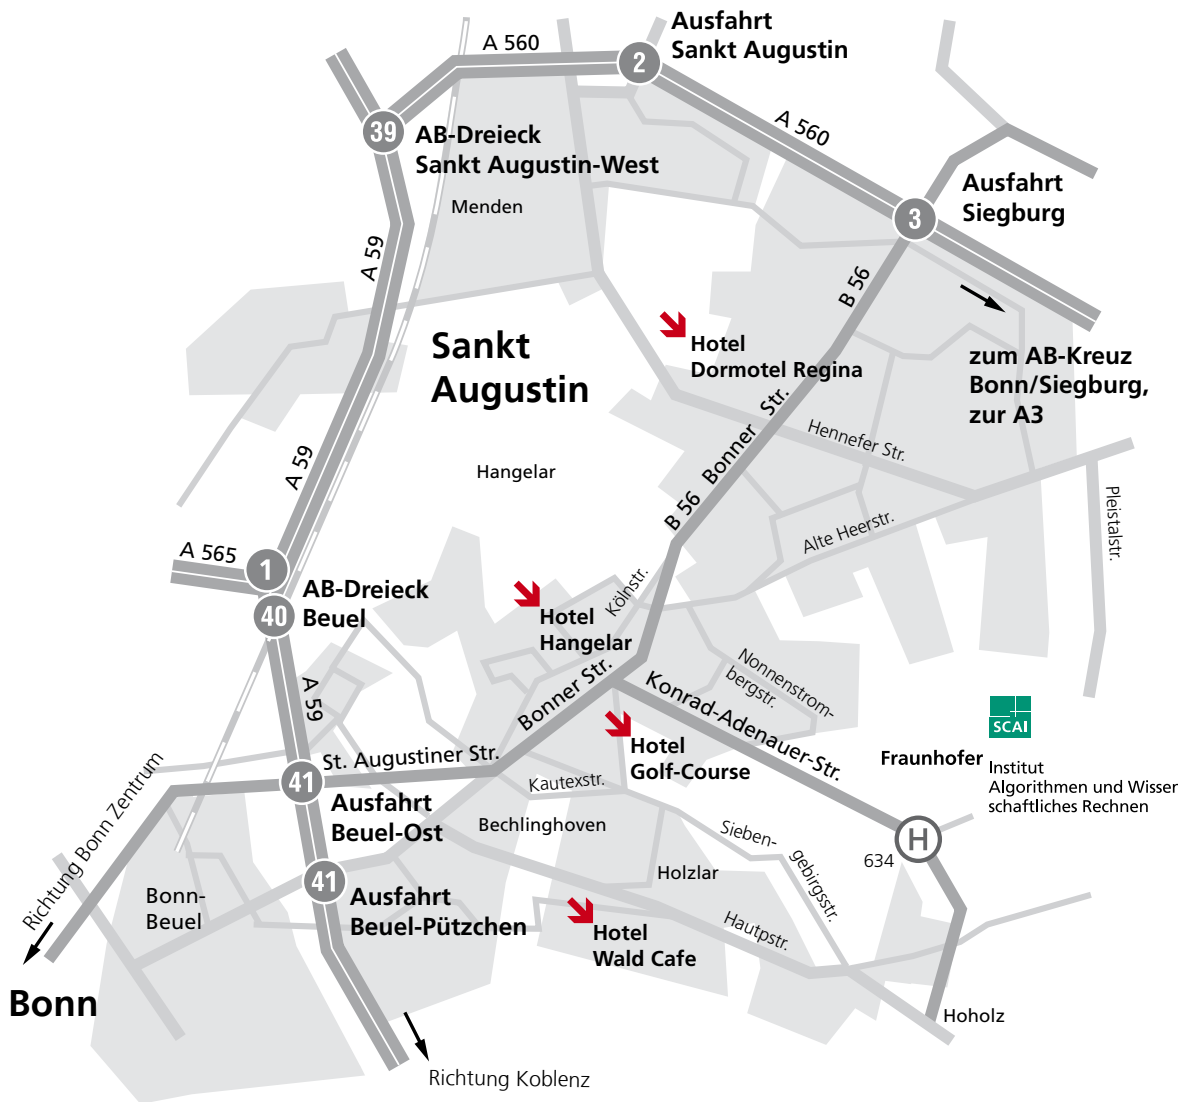 Ausfahrt
Sankt Augustin
A 560
2
39
AB-Dreieck
Sankt Augustin-West
A 560
Ausfahrt
Siegburg
3
Menden
A 59
B 56
Sankt
Augustin
Hotel
Dormotel Regina
zum AB-Kreuz
Bonn/Siegburg,
zur A3
Bonner Str.
Hennefer Str.
Hangelar
A 59
B 56
Pleistalstr.
Alte Heerstr.
A 565
1
40
AB-Dreieck
Beuel
Kölnstr.
Hotel
Hangelar
Nonnenstrom-
bergstr.
A 59
Bonner Str.
Konrad-Adenauer-Str.
SCAI
Fraunhofer
Institut
Algorithmen und Wisser
schaftliches Rechnen
Hotel
Golf-Course
St. Augustiner Str.
41
Ausfahrt
Beuel-Ost
Kautexstr.
Bechlinghoven
Richtung Bonn Zentrum
Sieben-
gebirgsstr.
H
634
Holzlar
41
Ausfahrt
Beuel-Pützchen
Bonn-
Beuel
Hotel
Wald Cafe
Hautpstr.
Bonn
Hoholz
Richtung Koblenz